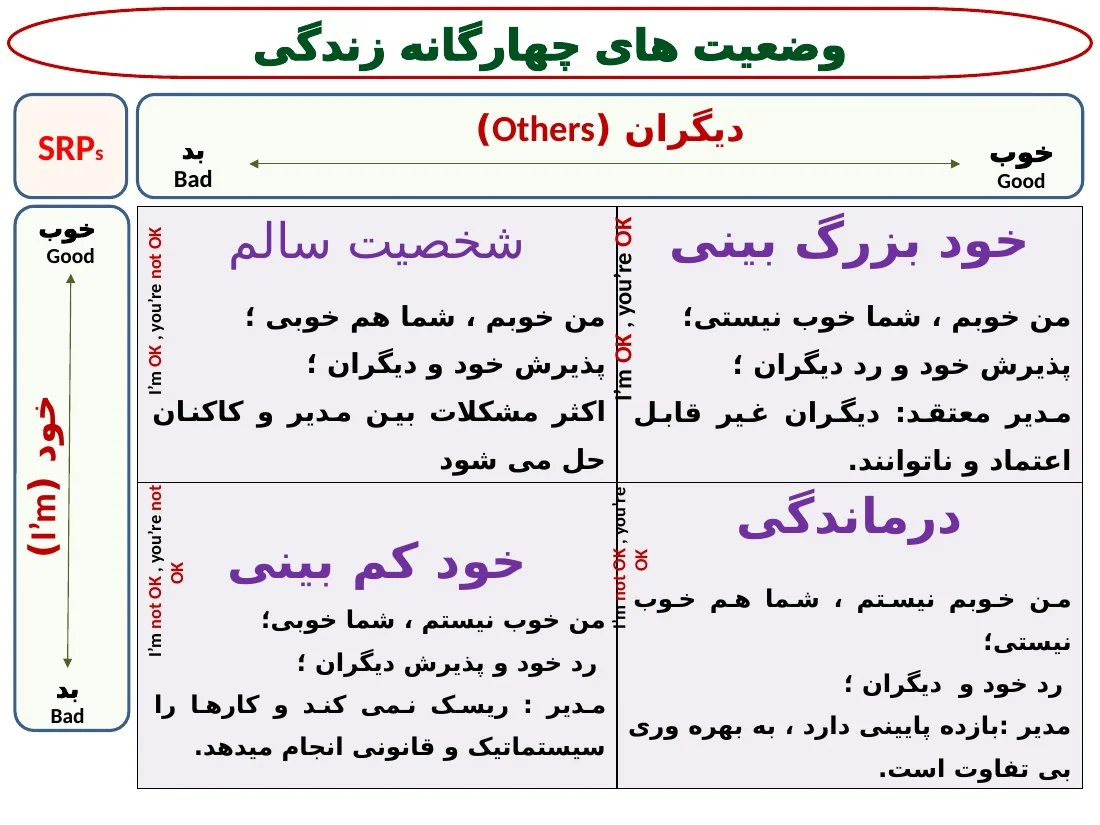 وضعیت های چهارگانه زندگی
SRPs
دیگران (Others)
خوب
Good
بد
Bad
خوب
Good
خود (I’m)
بد
Bad
خود بزرگ بینی
I’m OK , you’re OK
من خوبم ، شما خوب نیستی؛
پذیرش خود و رد دیگران ؛
مدیر معتقد: دیگران غیر قابل
اعتماد و ناتوانند.
شخصیت سالم
I’m OK , you’re not OK
من خوبم ، شما هم خوبی ؛
پذیرش خود و دیگران ؛
اکثر مشکلات بین مدیر و کاکنان
حل می شود
درماندگی
I’m not OK , you’re
OK
من خوبم نیستم ، شما هم خوب
نیستی؛
رد خود و دیگران ؛
مدیر :بازده پایینی دارد ، به بهره وری
بی تفاوت است.
خود کم بینی
I’m not OK , you’re not
OK
من خوب نیستم ، شما خوبی؛
رد خود و پذیرش دیگران ؛
مدیر : ریسک نمی کند و کارها را
سیستماتیک و قانونی انجام میدهد.